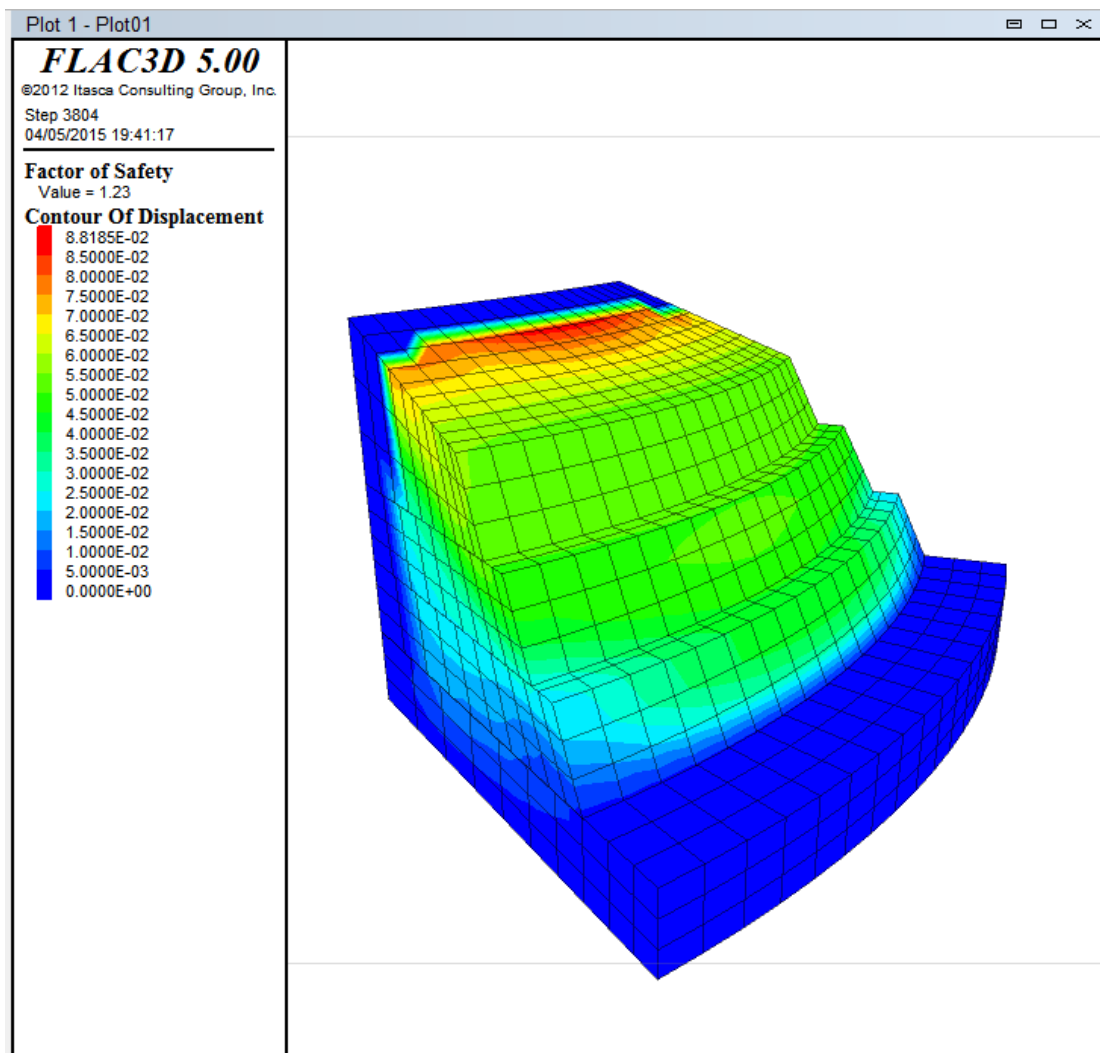 Plot 1 - Plot01
FLAC3D 5.00
©2012 Itasca Consulting Group, Inc.
Step 3804
04/05/2015 19:41:17
Factor of Safety
Value = 1.23
Contour Of Displacement
8.8185E-02
8.5000E-02
8.0000E-02
7.5000E-02
7.0000E-02
6.5000E-02
6.0000E-02
5.5000E-02
5.0000E-02
4.5000E-02
4.0000E-02
3.5000E-02
3.0000E-02
2.5000E-02
2.0000E-02
1.5000E-02
1.0000E-02
5.0000E-03
0.0000E+00